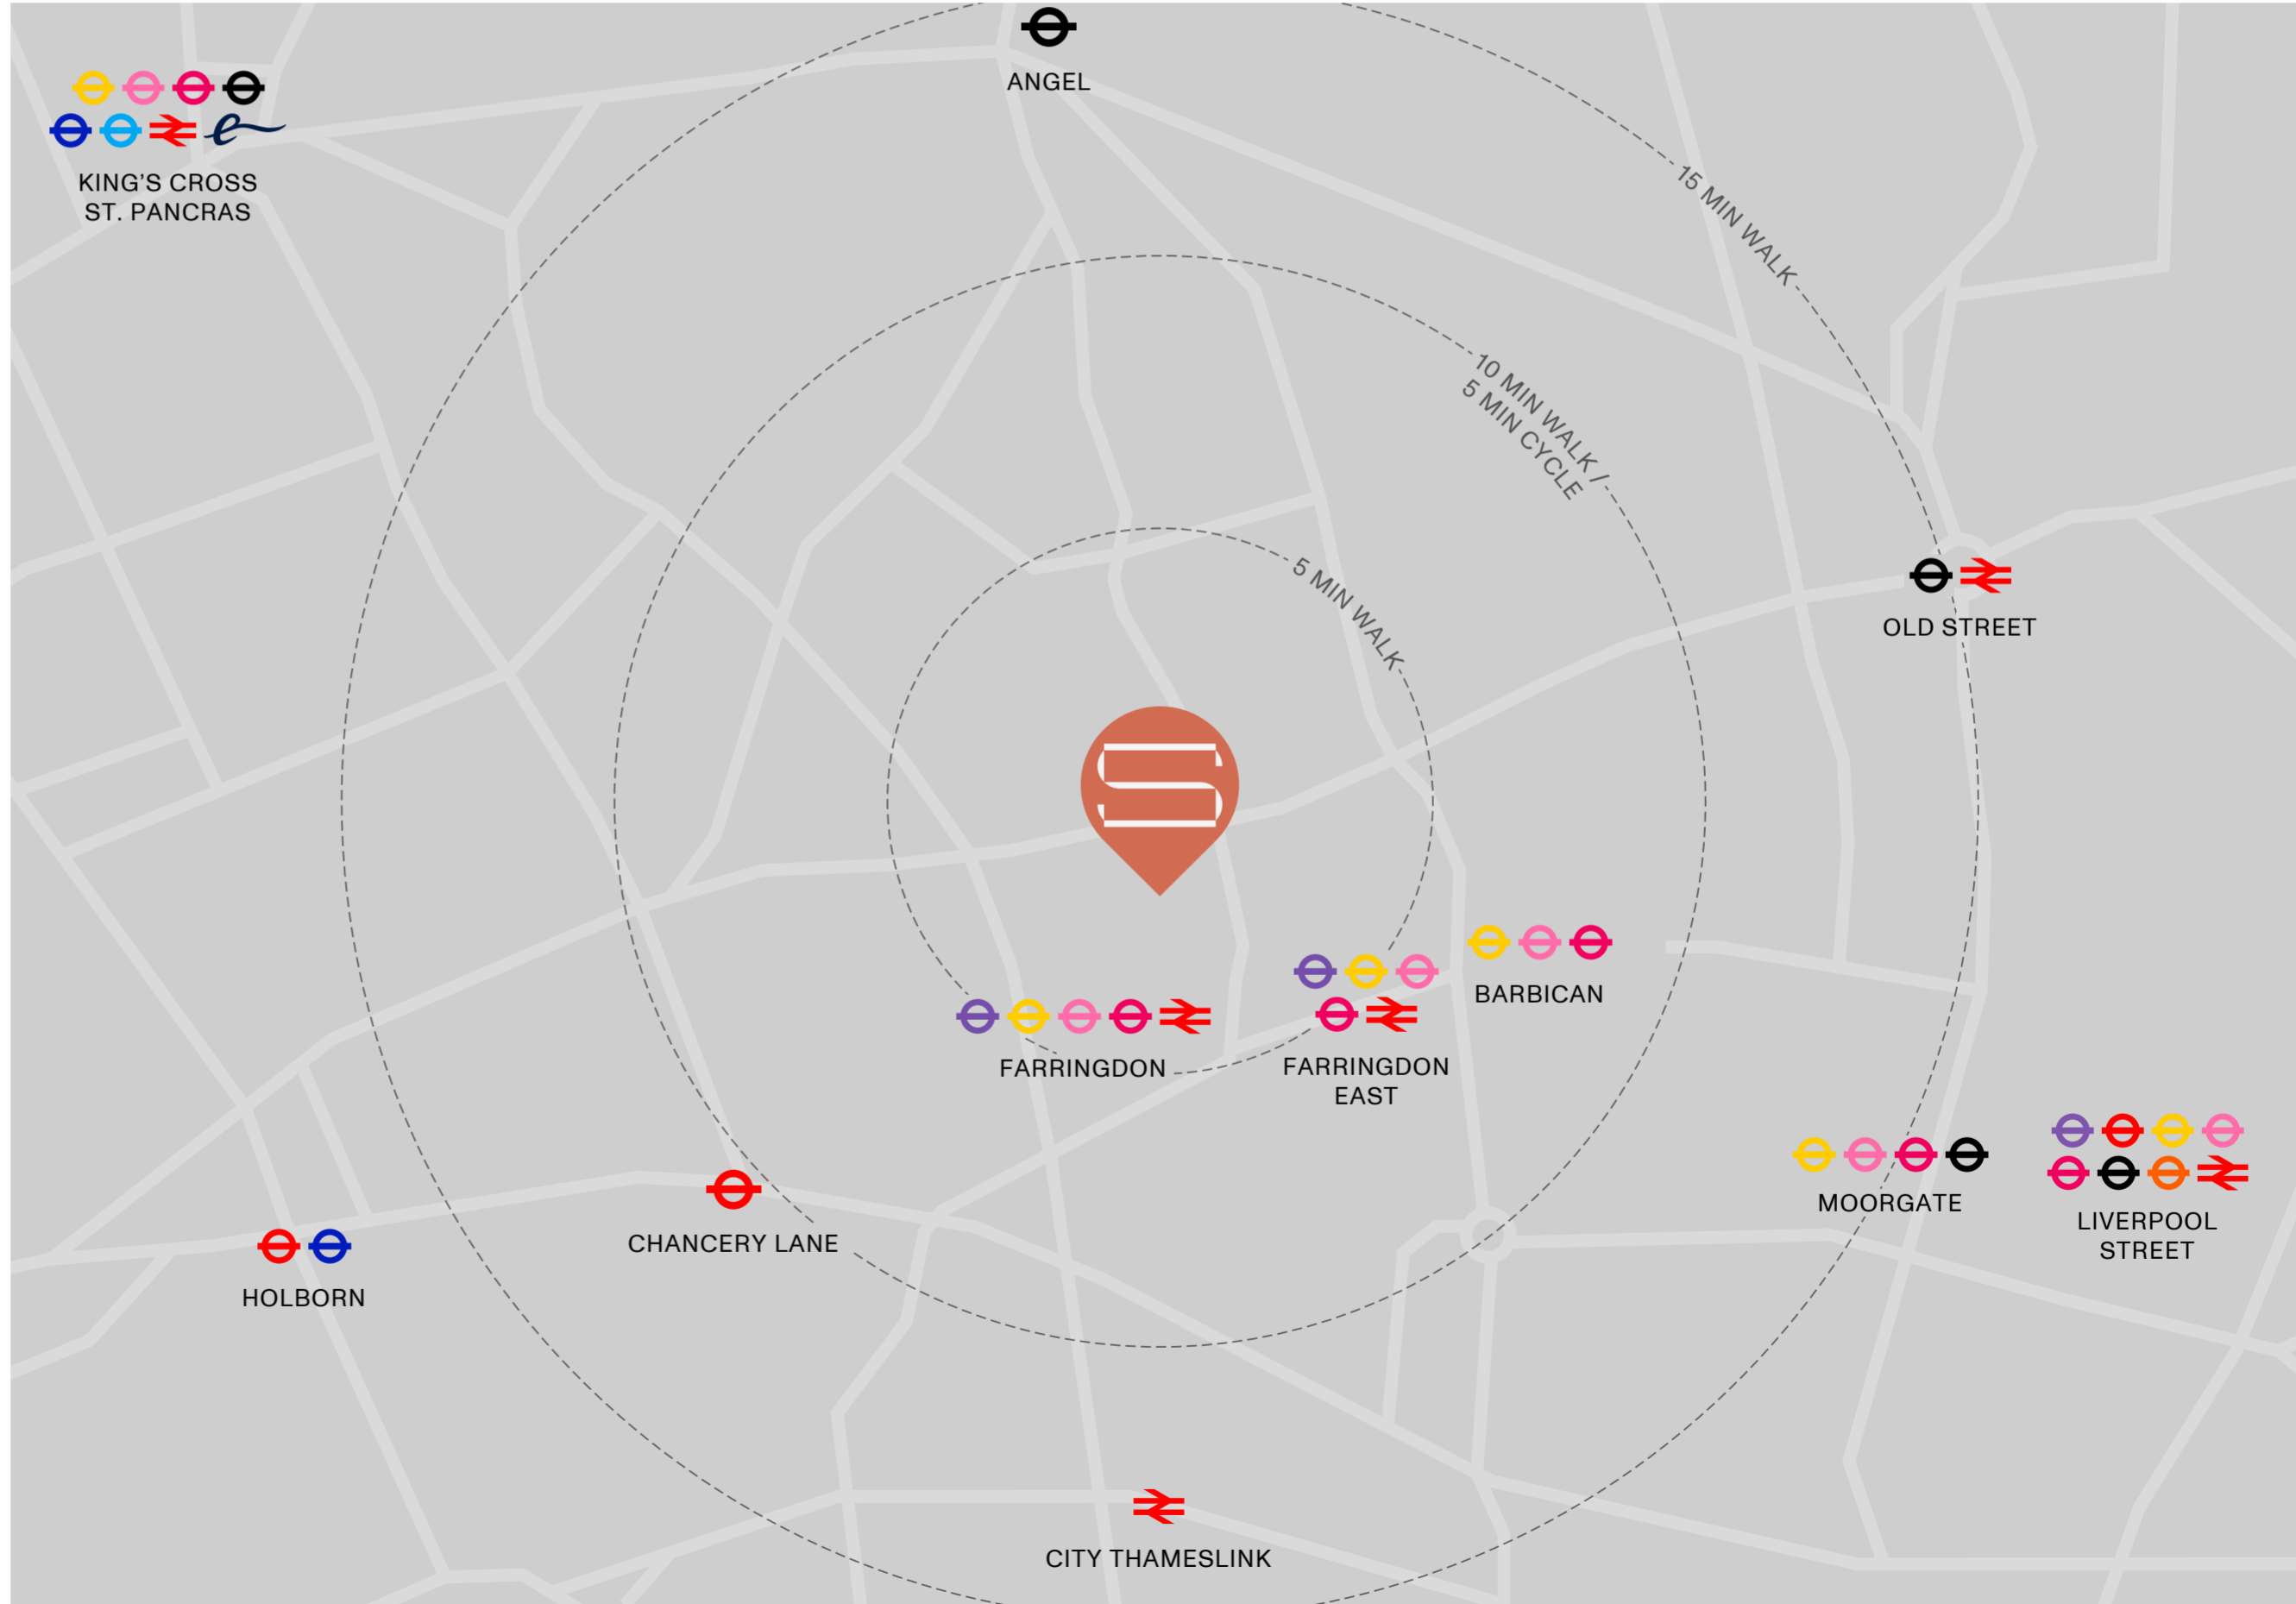 ANGEL
KING'S CROSS
ST. PANCRAS
15 MIN WALK
10 MIN WALK /
5 MIN CYCLE
5 MIN WALK
OLD STREET
S
BARBICAN
FARRINGDON
FARRINGDON
EAST
MOORGATE
LIVERPOOL
STREET
CHANCERY LANE
HOLBORN
CITY THAMESLINK